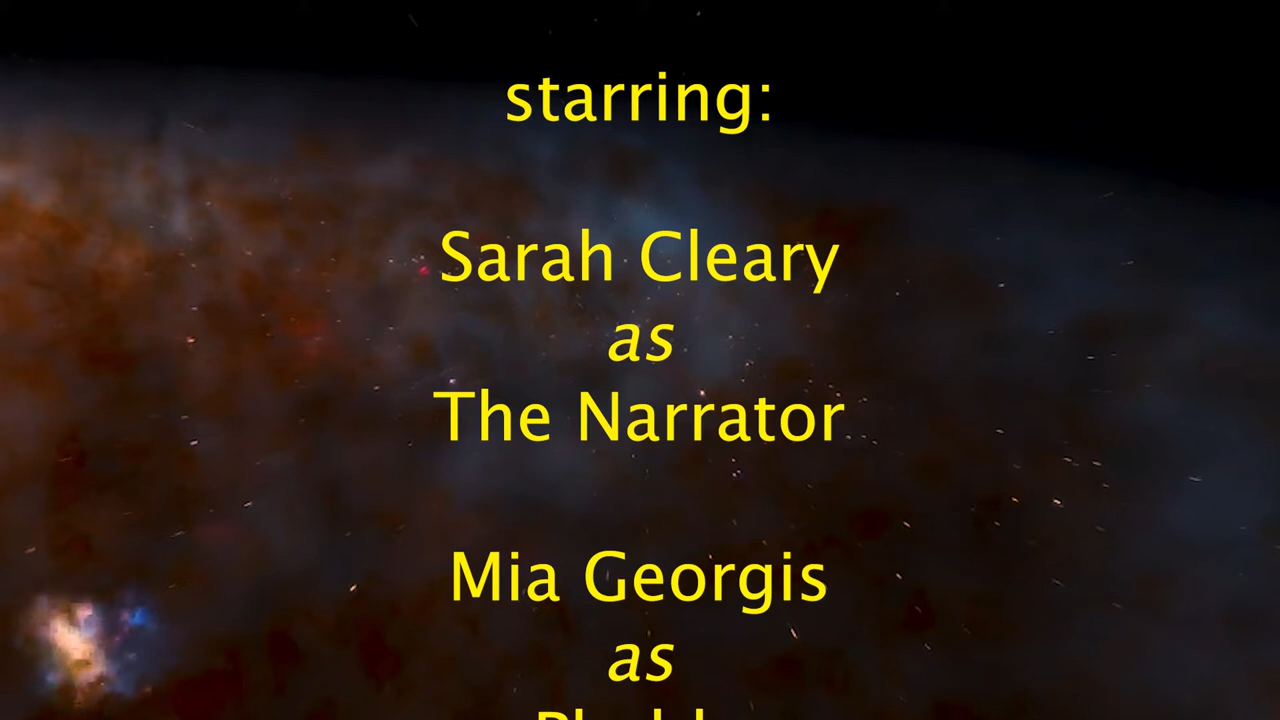 starring:
Sarah Cleary
as
The Narrator
Mia Georgis
as